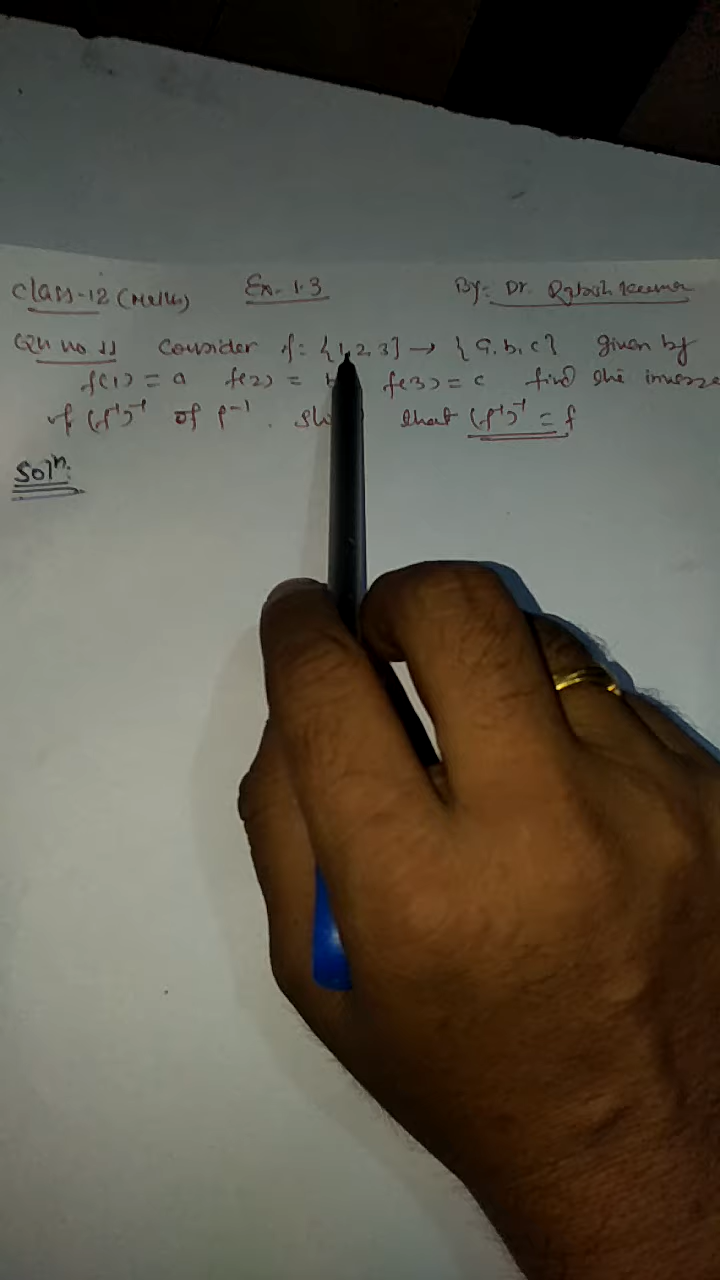 Class-12 (Maths) Ex-1.3 By:- Dr. Kumar
Qn no 11 Consider f: {1,2,3} → {a,b,c} given by
f(1) = a f(2) = b f(3) = c find the inverse
of (f⁻¹)⁻¹ of f⁻¹. that (f⁻¹)⁻¹ = f
Solⁿ: